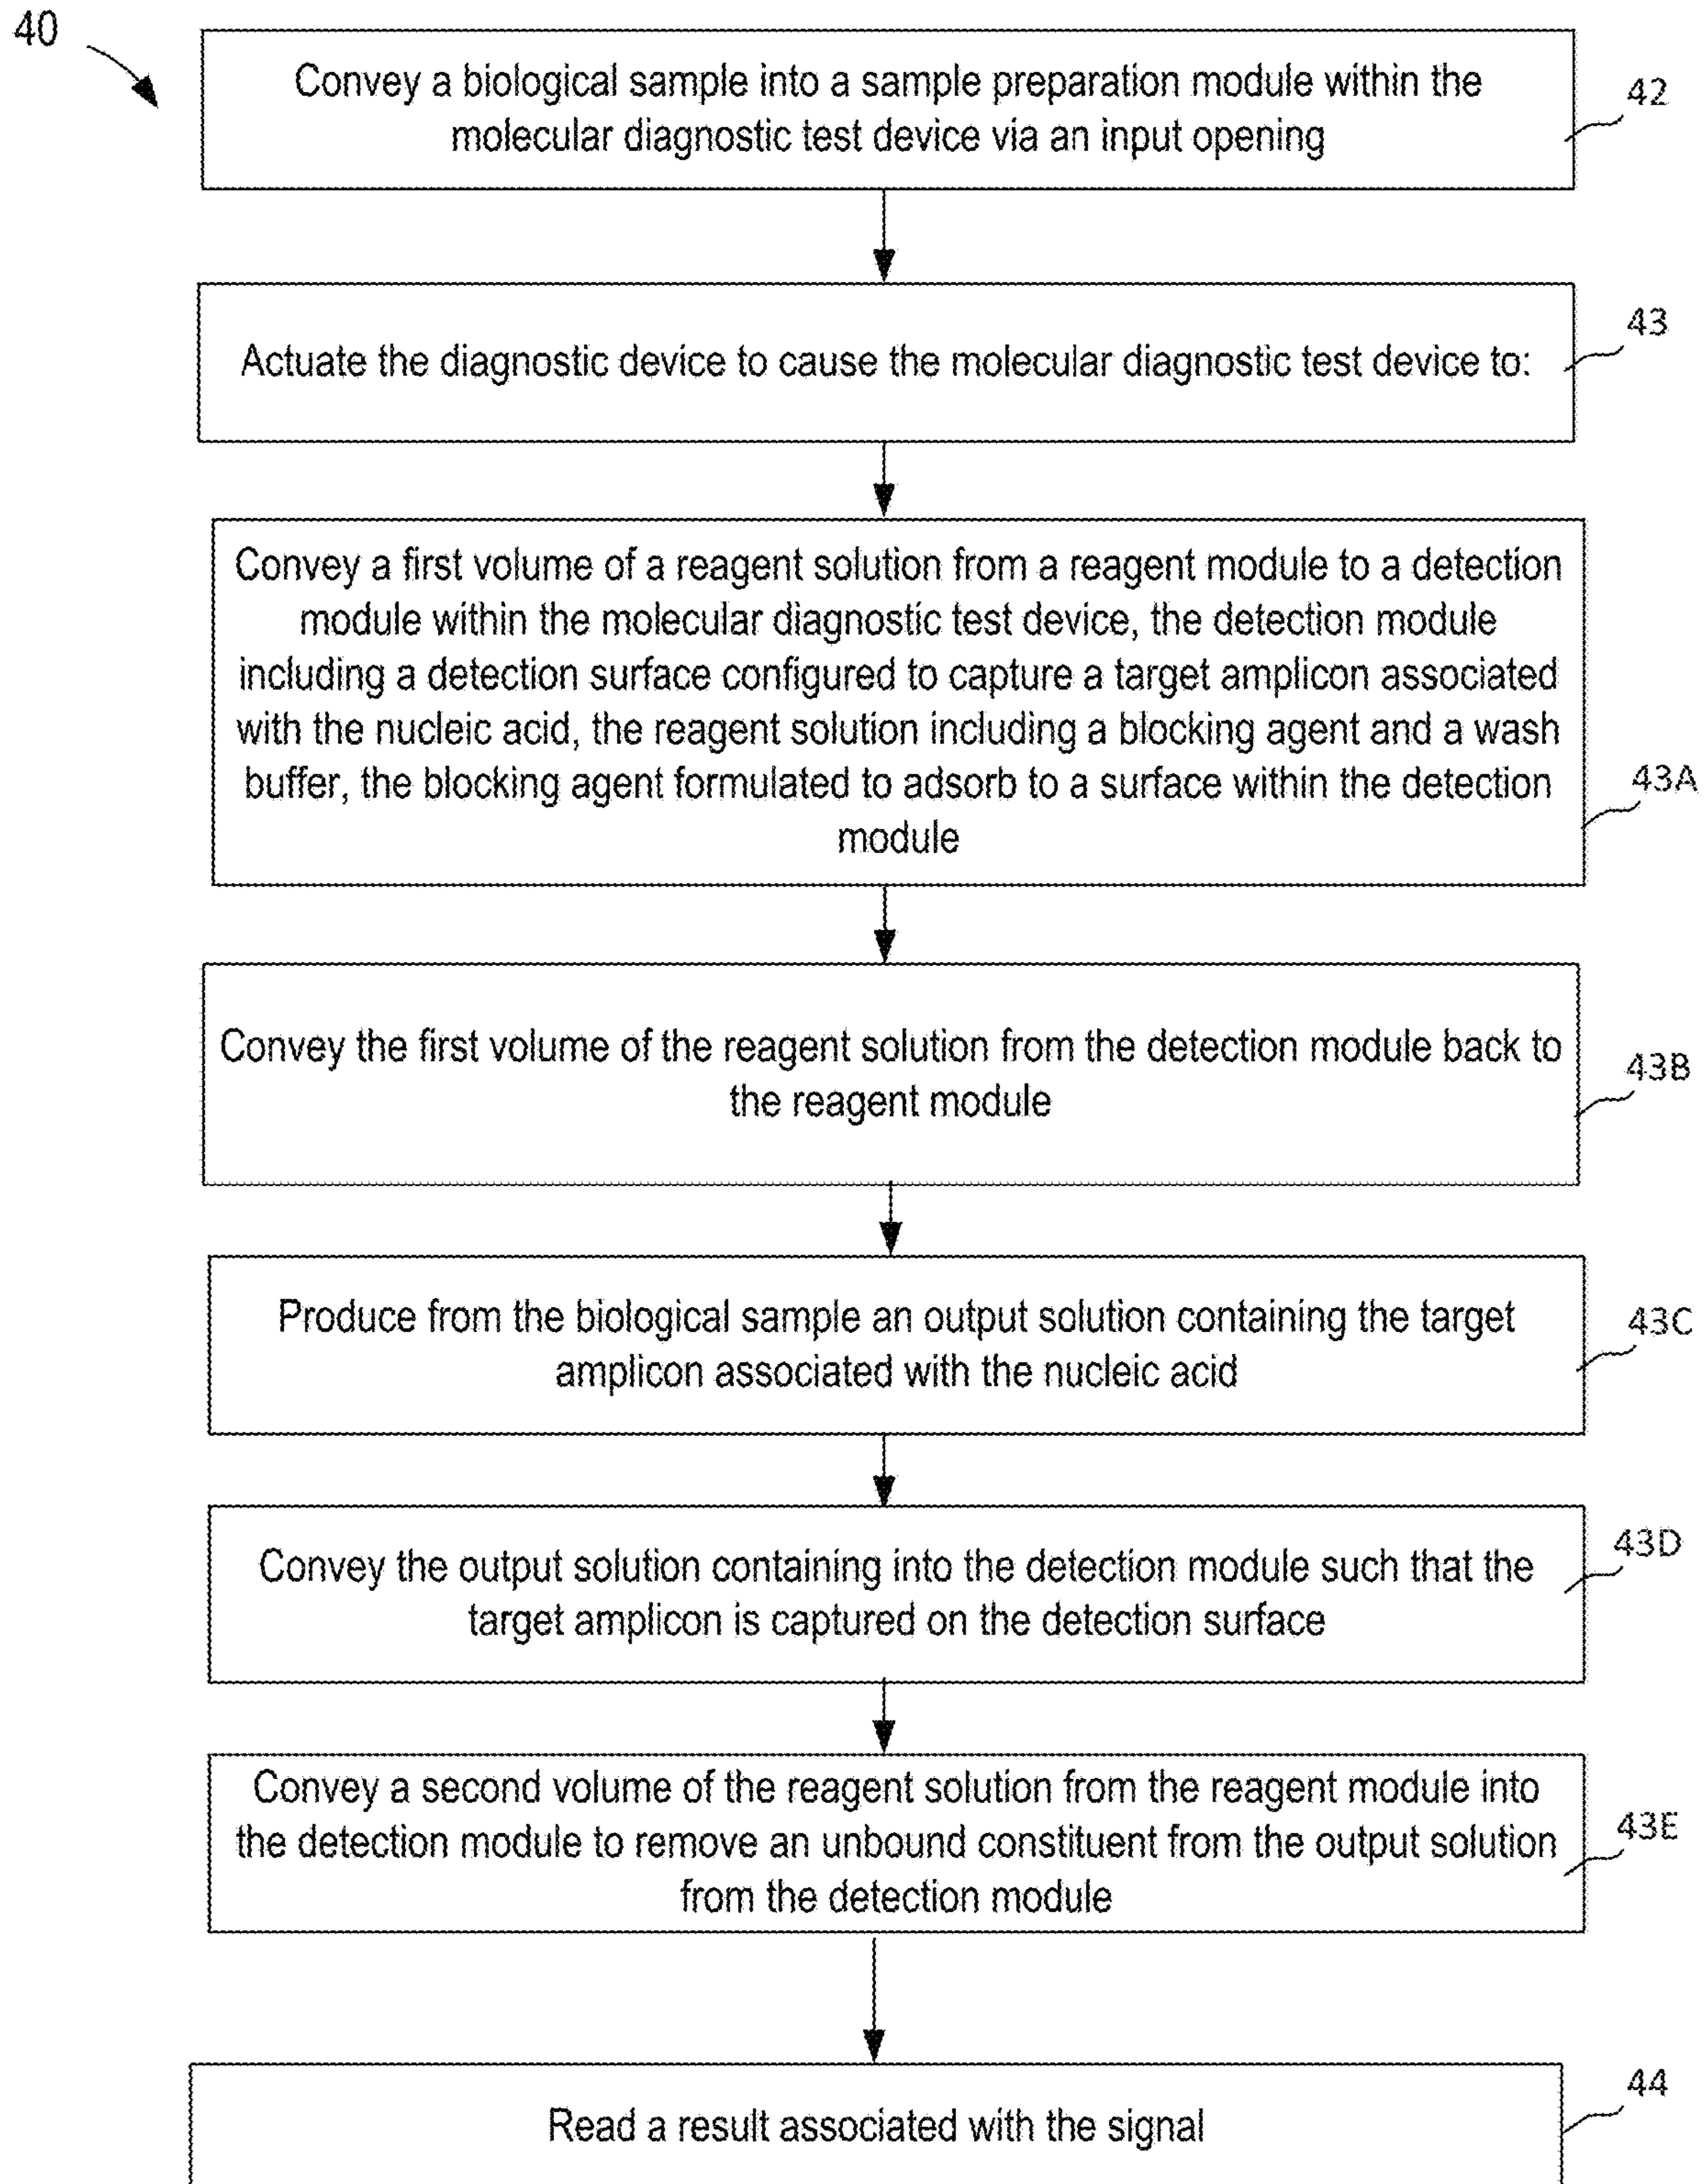 40
Convey a biological sample into a sample preparation module within the
molecular diagnostic test device via an input opening
42
Actuate the diagnostic device to cause the molecular diagnostic test device to:
43
Convey a first volume of a reagent solution from a reagent module to a detection
module within the molecular diagnostic test device, the detection module
including a detection surface configured to capture a target amplicon associated
with the nucleic acid, the reagent solution including a blocking agent and a wash
buffer, the blocking agent formulated to adsorb to a surface within the detection
module
43A
Convey the first volume of the reagent solution from the detection module back to
the reagent module
43B
Produce from the biological sample an output solution containing the target
amplicon associated with the nucleic acid
43C
Convey the output solution containing into the detection module such that the
target amplicon is captured on the detection surface
43D
Convey a second volume of the reagent solution from the reagent module into
the detection module to remove an unbound constituent from the output solution
from the detection module
43E
Read a result associated with the signal
44